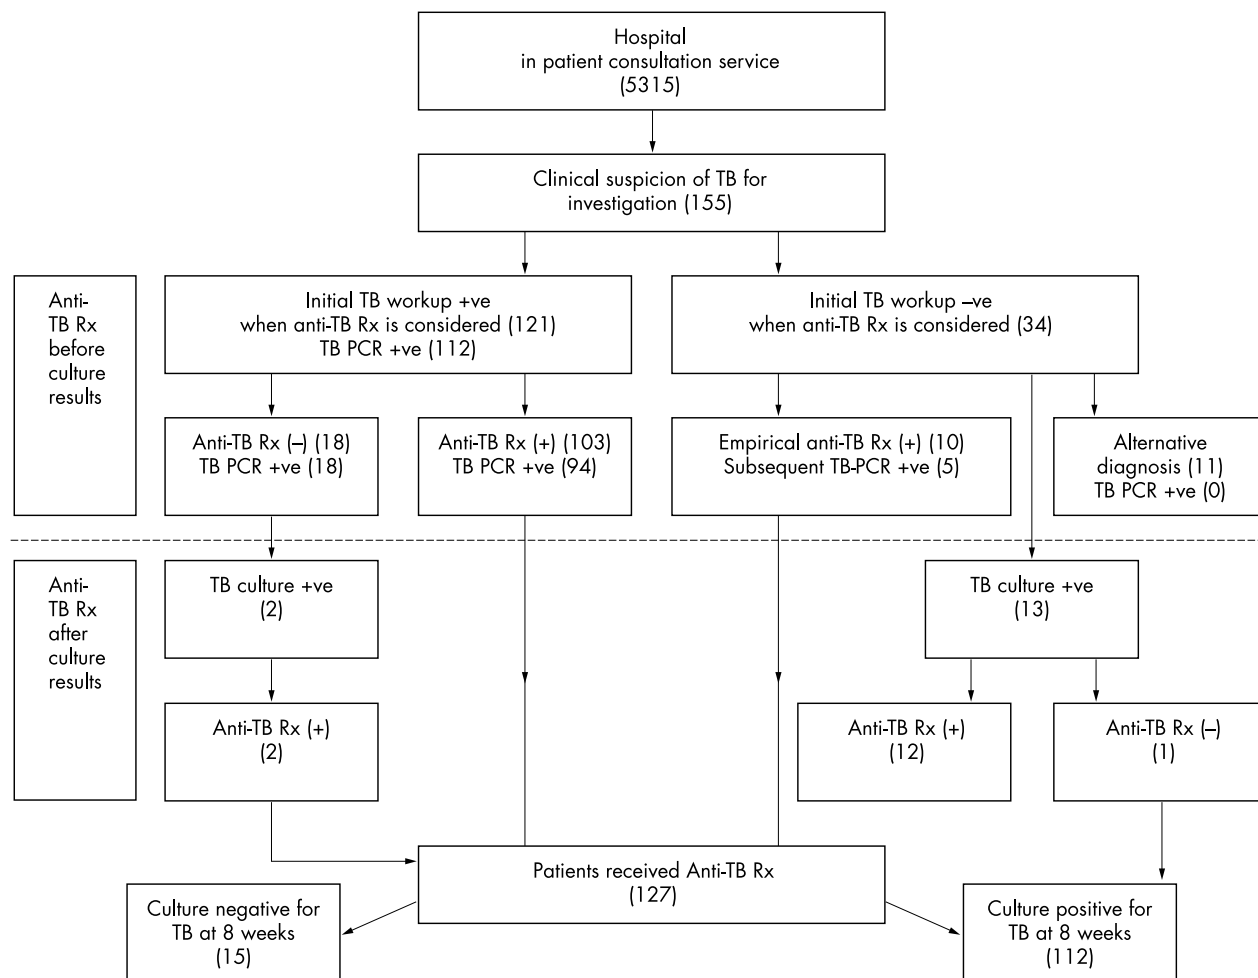 Hospital
in patient consultation service
(5315)
Clinical suspicion of TB for
investigation (155)
Anti-
TB Rx
before
culture
results
Initial TB workup +ve
when anti-TB Rx is considered (121)
TB PCR +ve (112)
Initial TB workup –ve
when anti-TB Rx is considered (34)
Anti-TB Rx (–) (18)
TB PCR +ve (18)
Anti-TB Rx (+) (103)
TB PCR +ve (94)
Empirical anti-TB Rx (+) (10)
Subsequent TB-PCR +ve (5)
Alternative
diagnosis (11)
TB PCR +ve (0)
Anti-
TB Rx
after
culture
results
TB culture +ve
(2)
TB culture +ve
(13)
Anti-TB Rx (+)
(2)
Anti-TB Rx (+)
(12)
Anti-TB Rx (–)
(1)
Patients received Anti-TB Rx
(127)
Culture negative for
TB at 8 weeks
(15)
Culture positive for
TB at 8 weeks
(112)